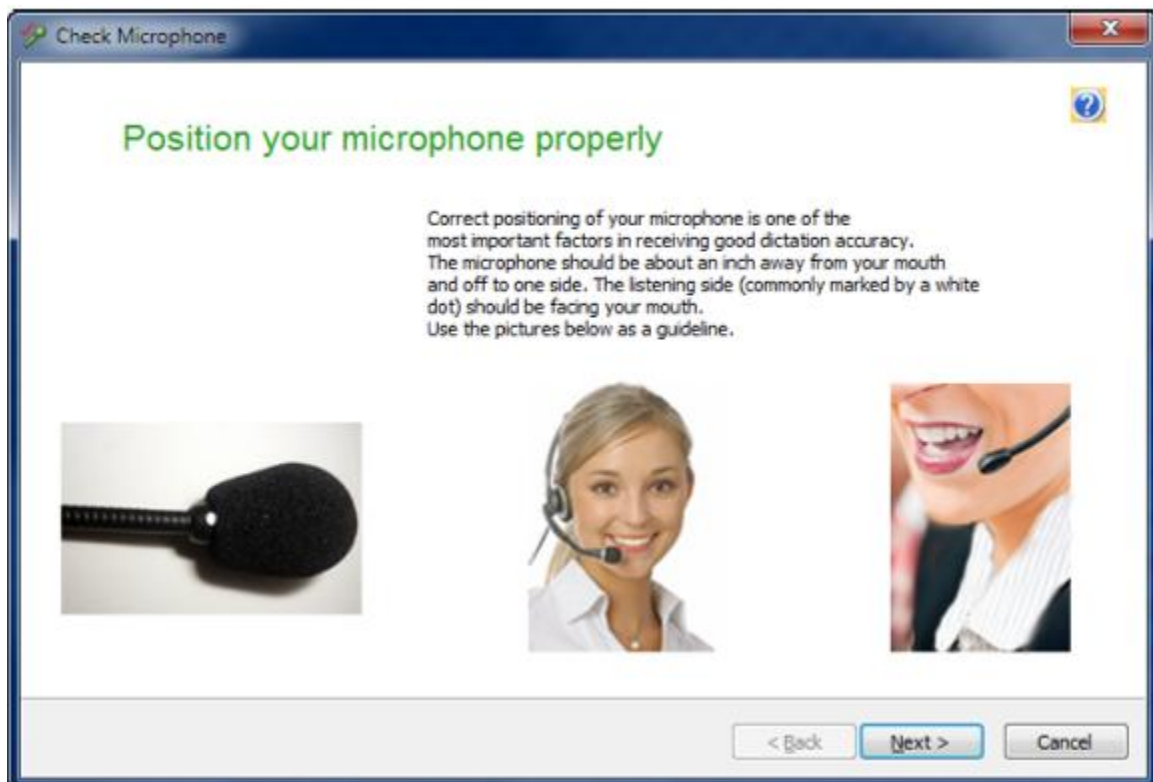 Check Microphone
Position your microphone properly
Correct positioning of your microphone is one of the
most important factors in receiving good dictation accuracy.
The microphone should be about an inch away from your mouth
and off to one side. The listening side (commonly marked by a white
dot) should be facing your mouth.
Use the pictures below as a guideline.
< Back Next > Cancel